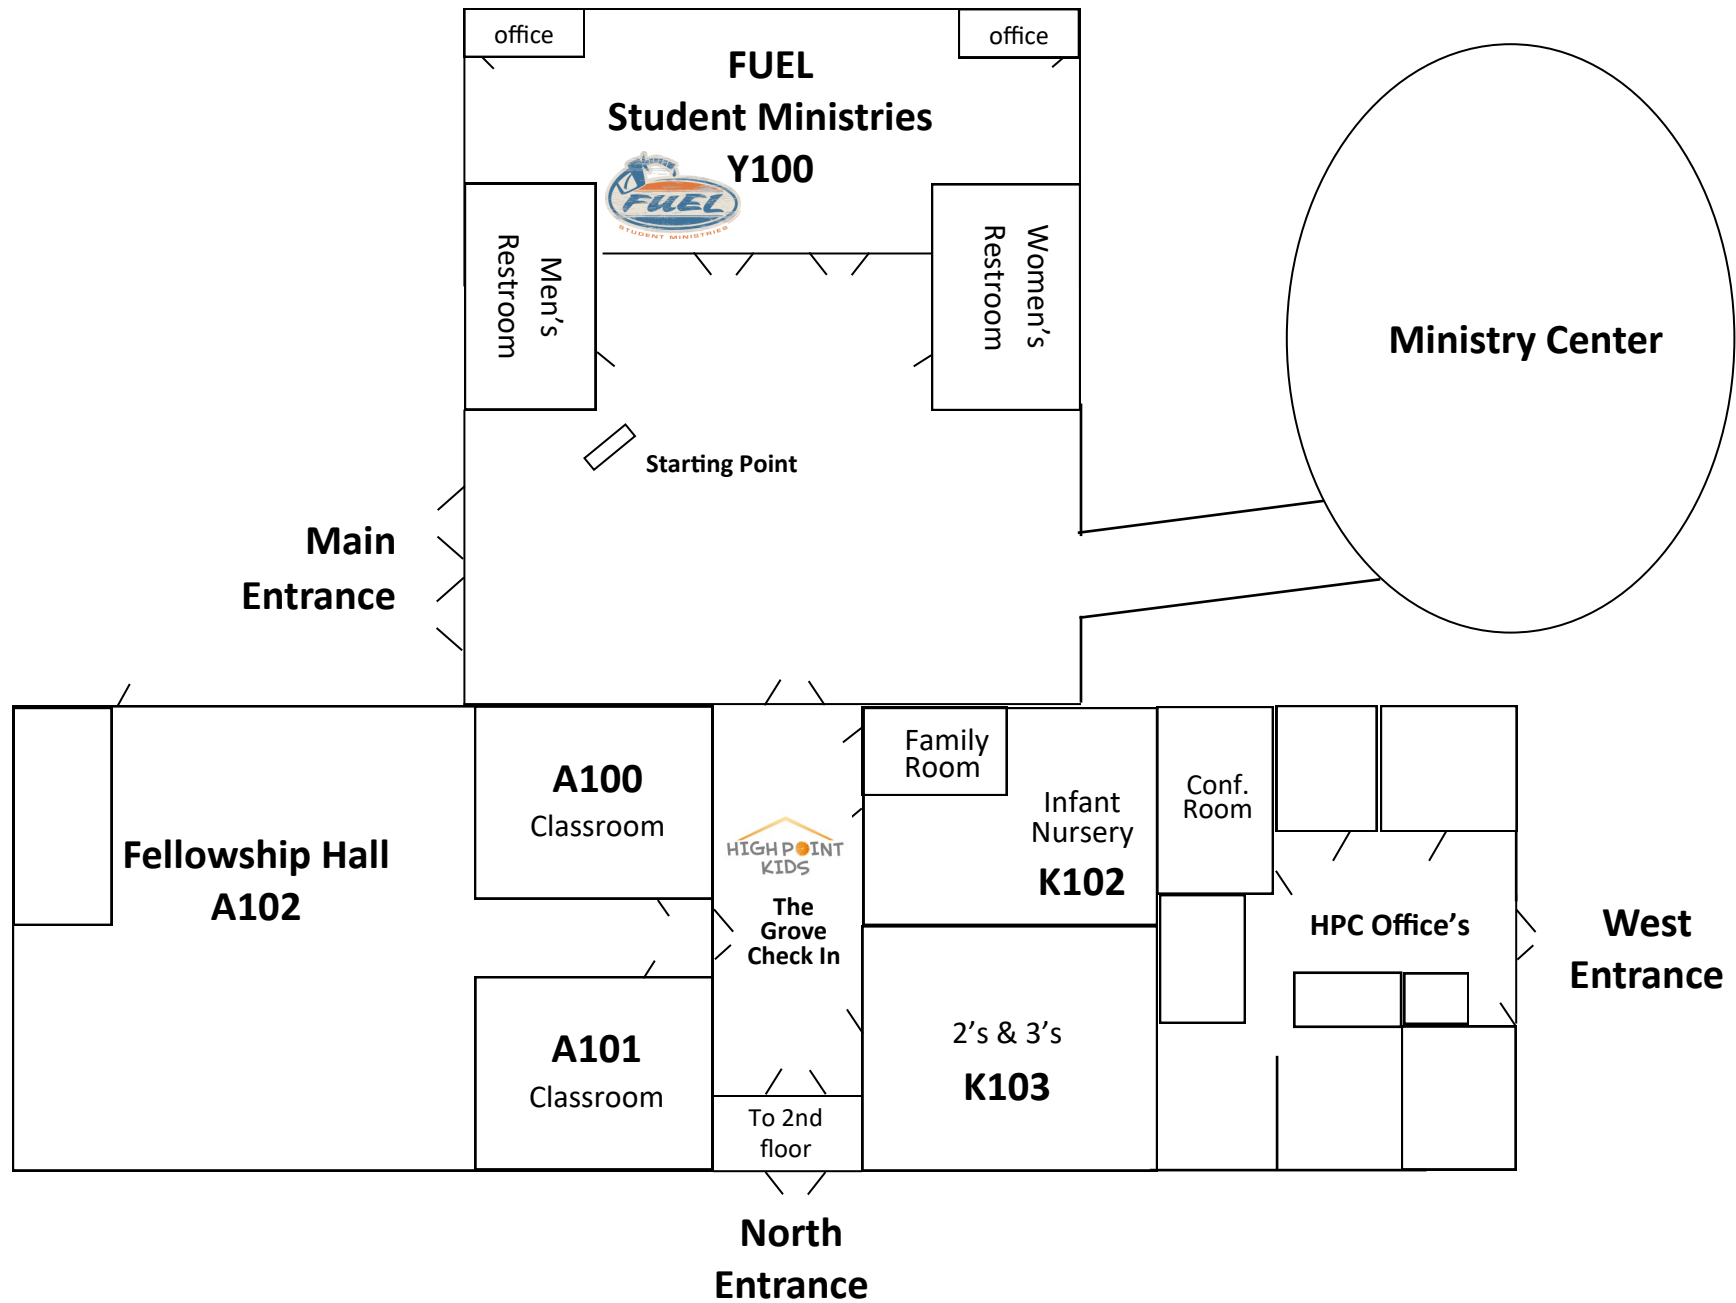 office
office
FUEL
Student Ministries
Y100
FUEL
STUDENT MINISTRIES
Men's
Restroom
Women's
Restroom
Ministry Center
Starting Point
Main
Entrance
A100
Classroom
Family
Room
Infant
Nursery
K102
Conf.
Room
HIGH POINT
KIDS
Fellowship Hall
A102
The
Grove
Check In
HPC Office's
West
Entrance
A101
Classroom
2's & 3's
K103
To 2nd
floor
North
Entrance